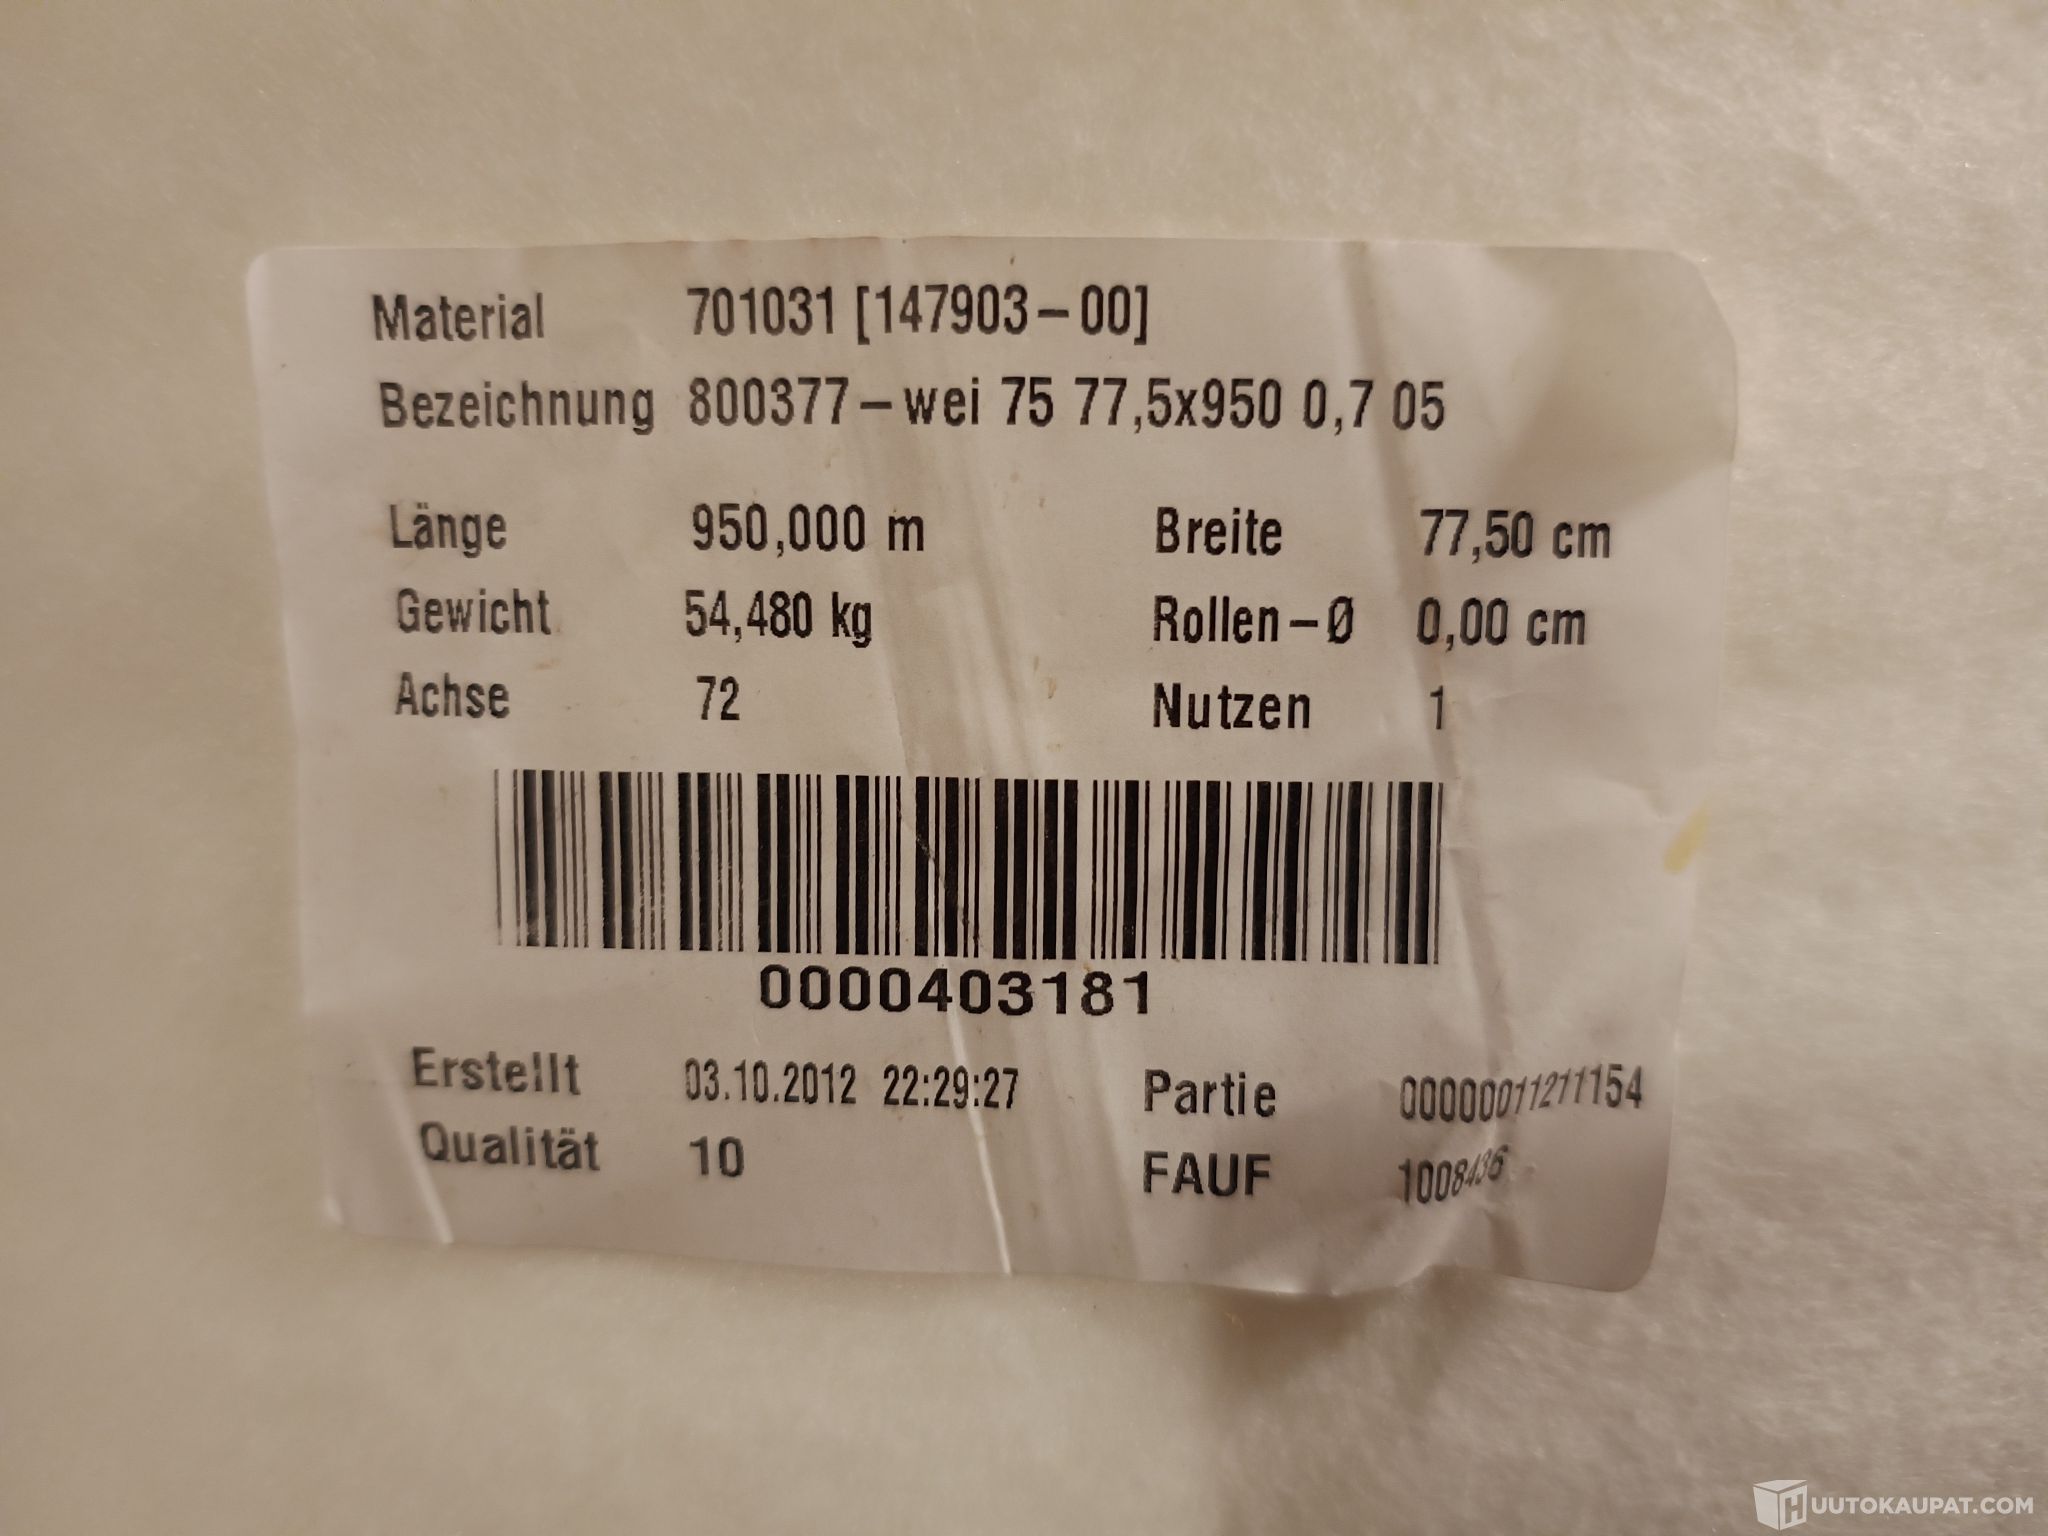 Material 701031 [147903-00]
Bezeichnung 800377-wei 75 77,5x950 0,7 05
Länge 950,000 m Breite 77,50 cm
Gewicht 54,480 kg Rollen-Ø 0,00 cm
Achse 72 Nutzen 1
0000403181
Erstellt 03.10.2012 22:29:27 Partie 00000011211154
Qualität 10 FAUF 1008436
HUUTOKAUPAT.COM